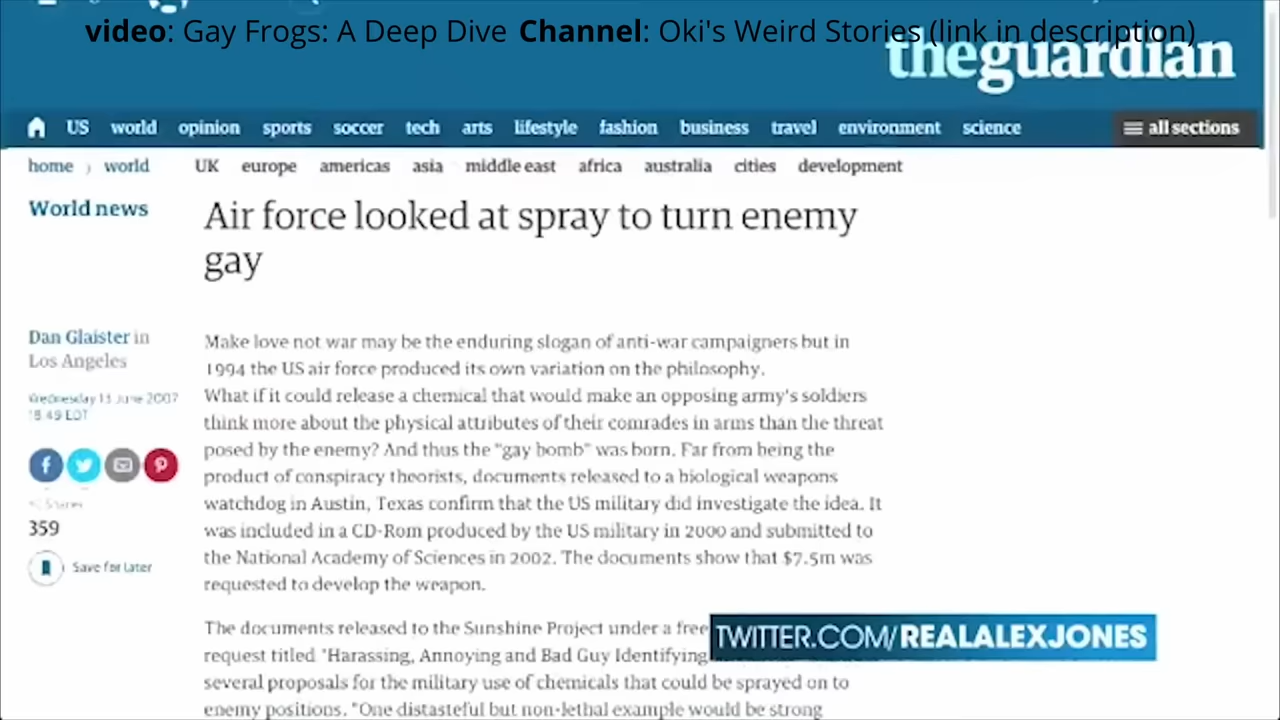 video: Gay Frogs: A Deep Dive Channel: Oki's Weird Stories (link in description)
theguardian
US world opinion sports soccer tech arts lifestyle fashion business travel environment science all sections
home › world UK europe americas asia middle east africa australia cities development
World news
Air force looked at spray to turn enemy
gay
Dan Glaister in
Los Angeles
Wednesday 13 June 2007
18.49 EDT
Shares
359
Save for later
Make love not war may be the enduring slogan of anti-war campaigners but in
1994 the US air force produced its own variation on the philosophy.
What if it could release a chemical that would make an opposing army's soldiers
think more about the physical attributes of their comrades in arms than the threat
posed by the enemy? And thus the "gay bomb" was born. Far from being the
product of conspiracy theorists, documents released to a biological weapons
watchdog in Austin, Texas confirm that the US military did investigate the idea. It
was included in a CD-Rom produced by the US military in 2000 and submitted to
the National Academy of Sciences in 2002. The documents show that $7.5m was
requested to develop the weapon.
The documents released to the Sunshine Project under a free
request titled "Harassing, Annoying and Bad Guy Identifying
several proposals for the military use of chemicals that could be sprayed on to
enemy positions. "One distasteful but non-lethal example would be strong
TWITTER.COM/REALALEXJONES